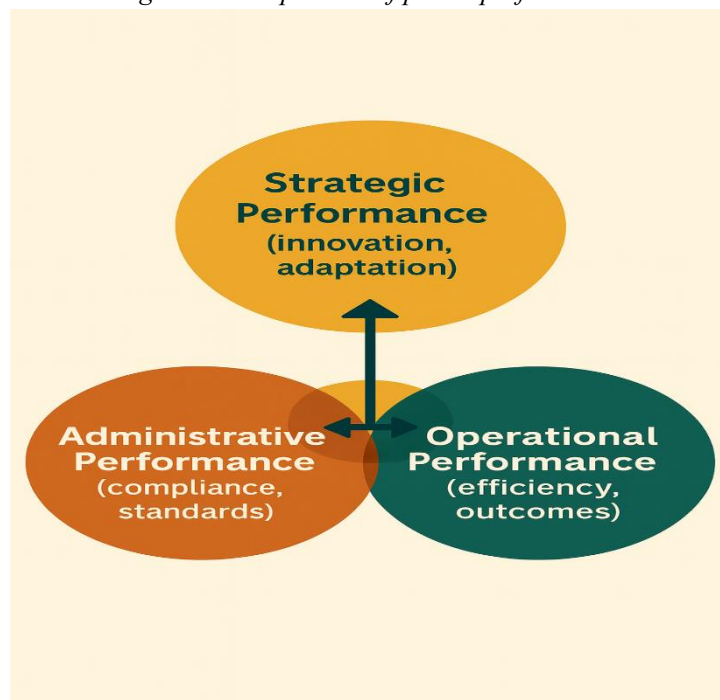 Strategic
Performance
(innovation,
adaptation)
Administrative
Performance
(compliance,
standards)
Operational
Performance
(efficiency,
outcomes)